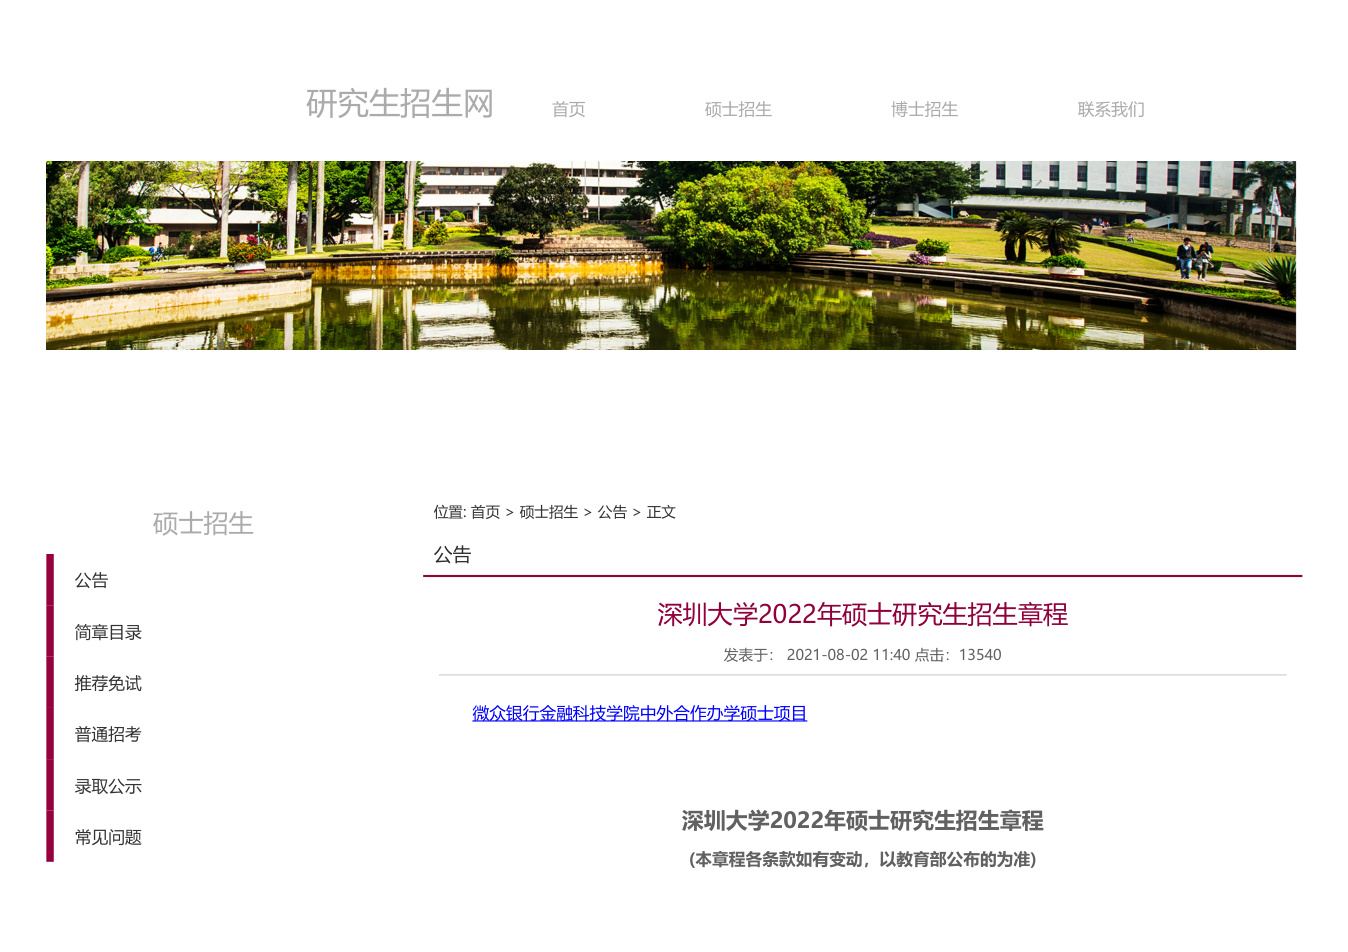 研究生招生网 首页 硕士招生 博士招生 联系我们
硕士招生
公告
简章目录
推荐免试
普通招考
录取公示
常见问题
位置: 首页 > 硕士招生 > 公告 > 正文
公告
深圳大学2022年硕士研究生招生章程
发表于： 2021-08-02 11:40 点击：13540
微众银行金融科技学院中外合作办学硕士项目
深圳大学2022年硕士研究生招生章程
(本章程各条款如有变动，以教育部公布的为准)